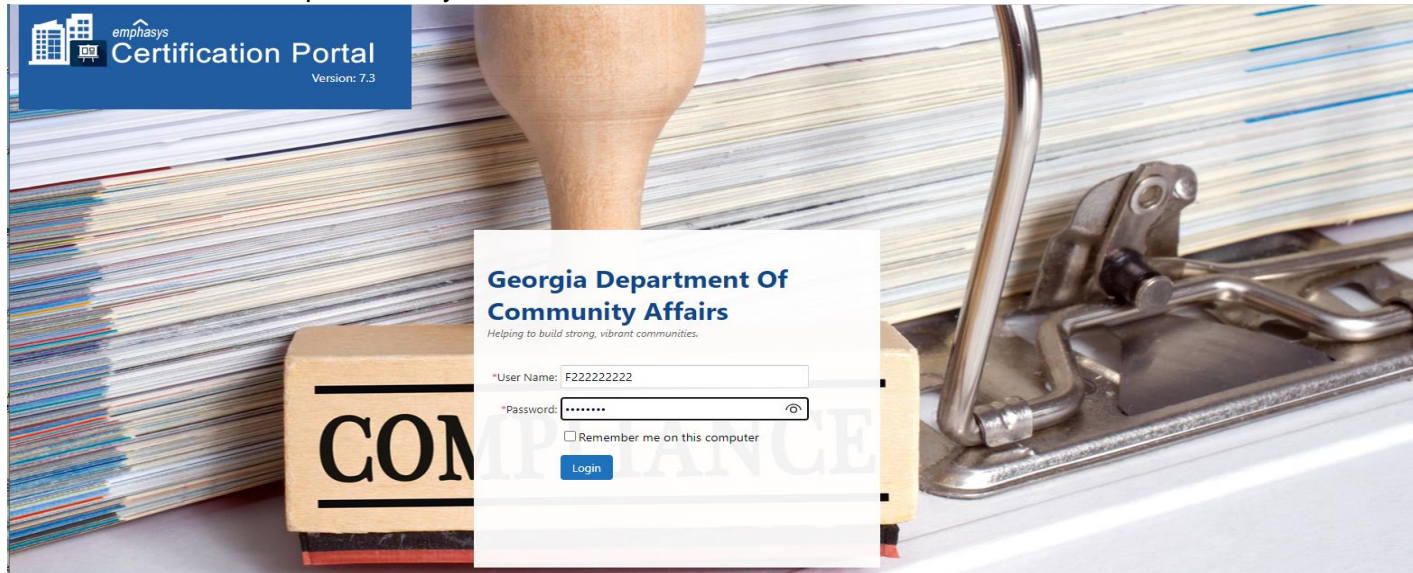 emphasys
Certification Portal
Version: 7.3
Georgia Department Of
Community Affairs
Helping to build strong, vibrant communities.
*User Name: F222222222
*Password: ••••••••
Remember me on this computer
Login
COMPLIANCE